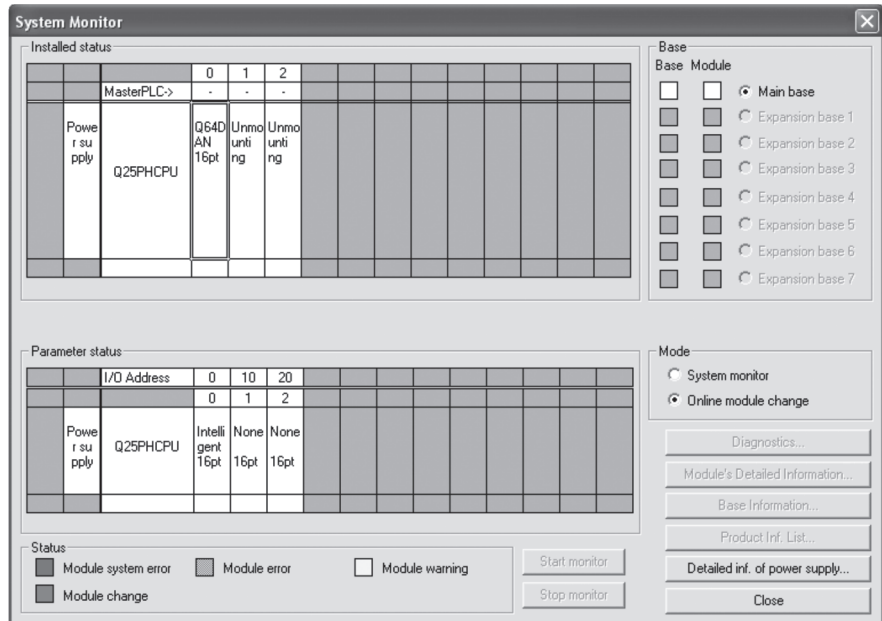 System Monitor
Installed status
0 1 2
MasterPLC-> - - -
Powe
r su
pply
Q25PHCPU
Q64D
AN
16pt
Unmo
unti
ng
Unmo
unti
ng
Base
Base Module
Main base
Expansion base 1
Expansion base 2
Expansion base 3
Expansion base 4
Expansion base 5
Expansion base 6
Expansion base 7
Parameter status
I/O Address 0 10 20
0 1 2
Powe
r su
pply
Q25PHCPU
Intelli
gent
16pt
None
16pt
None
16pt
Mode
System monitor
Online module change
Diagnostics...
Module's Detailed Information...
Base Information...
Product Inf. List...
Detailed inf. of power supply...
Close
Status
Module system error
Module error
Module warning
Module change
Start monitor
Stop monitor